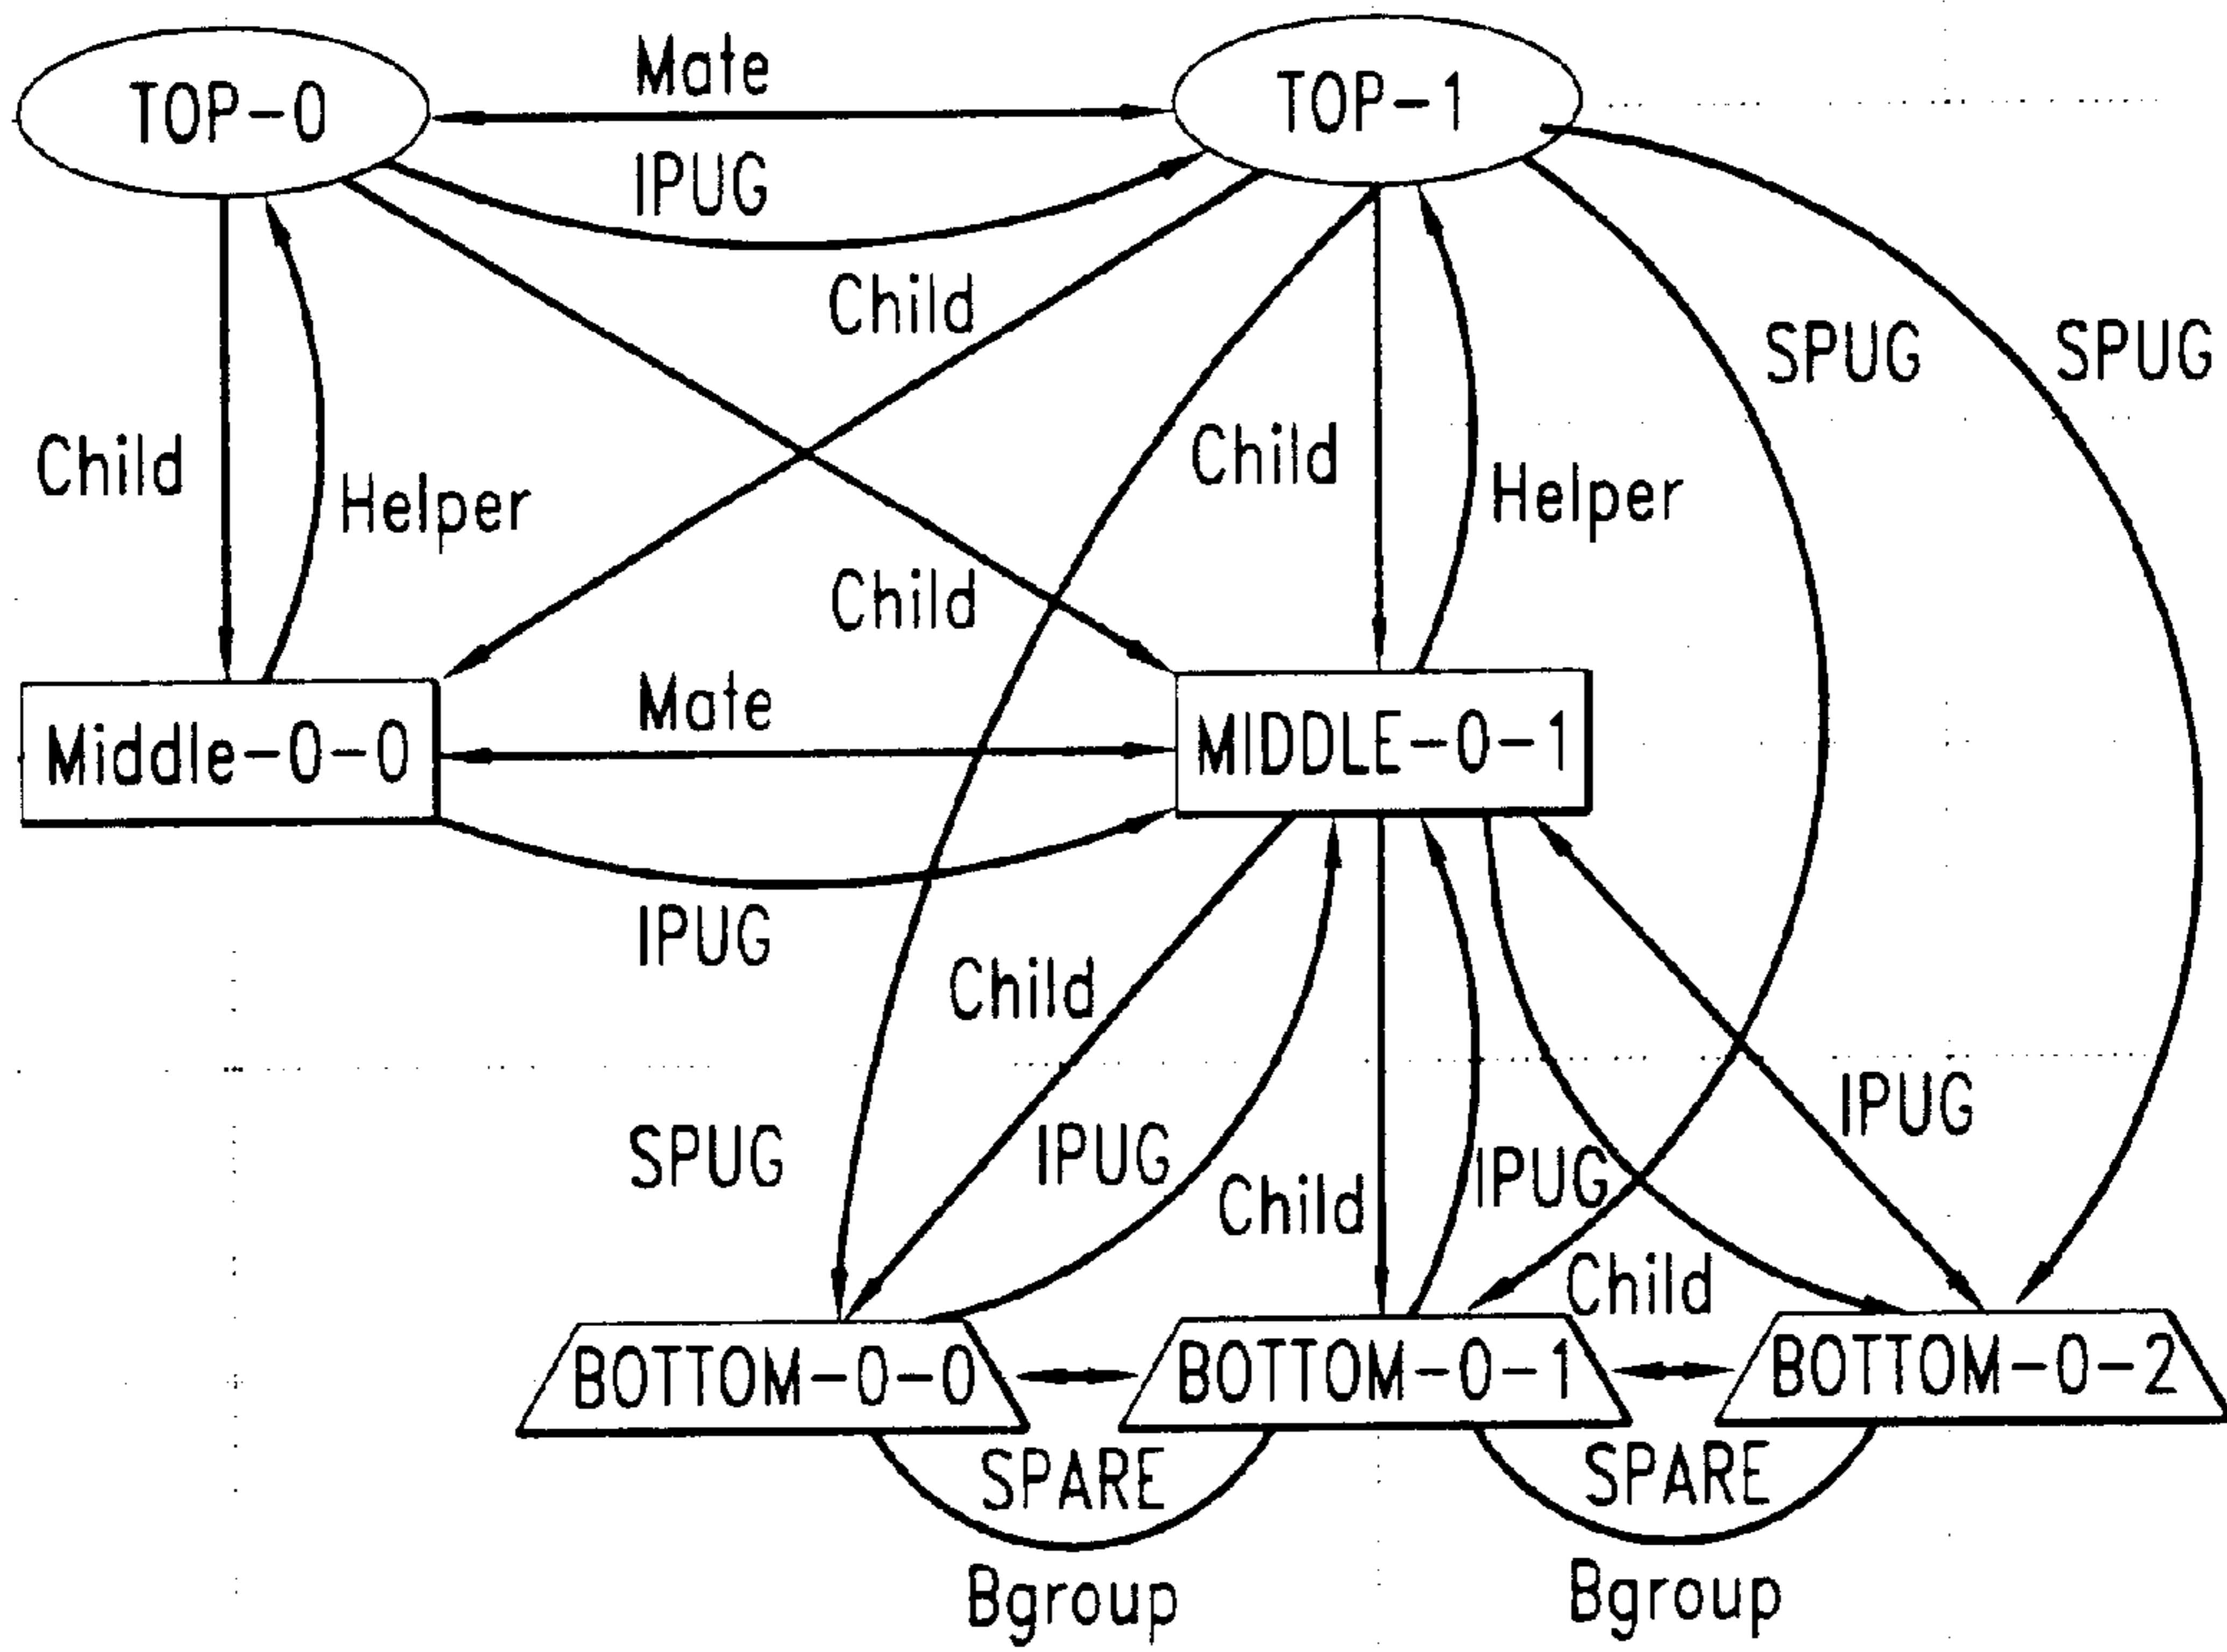 TOP-0
Mate
TOP-1
IPUG
Child
SPUG
SPUG
Child
Helper
Child
Helper
Child
Middle-0-0
Mate
MIDDLE-0-1
IPUG
Child
IPUG
SPUG
IPUG
Child
IPUG
Child
BOTTOM-0-0
BOTTOM-0-1
BOTTOM-0-2
SPARE
SPARE
Bgroup
Bgroup